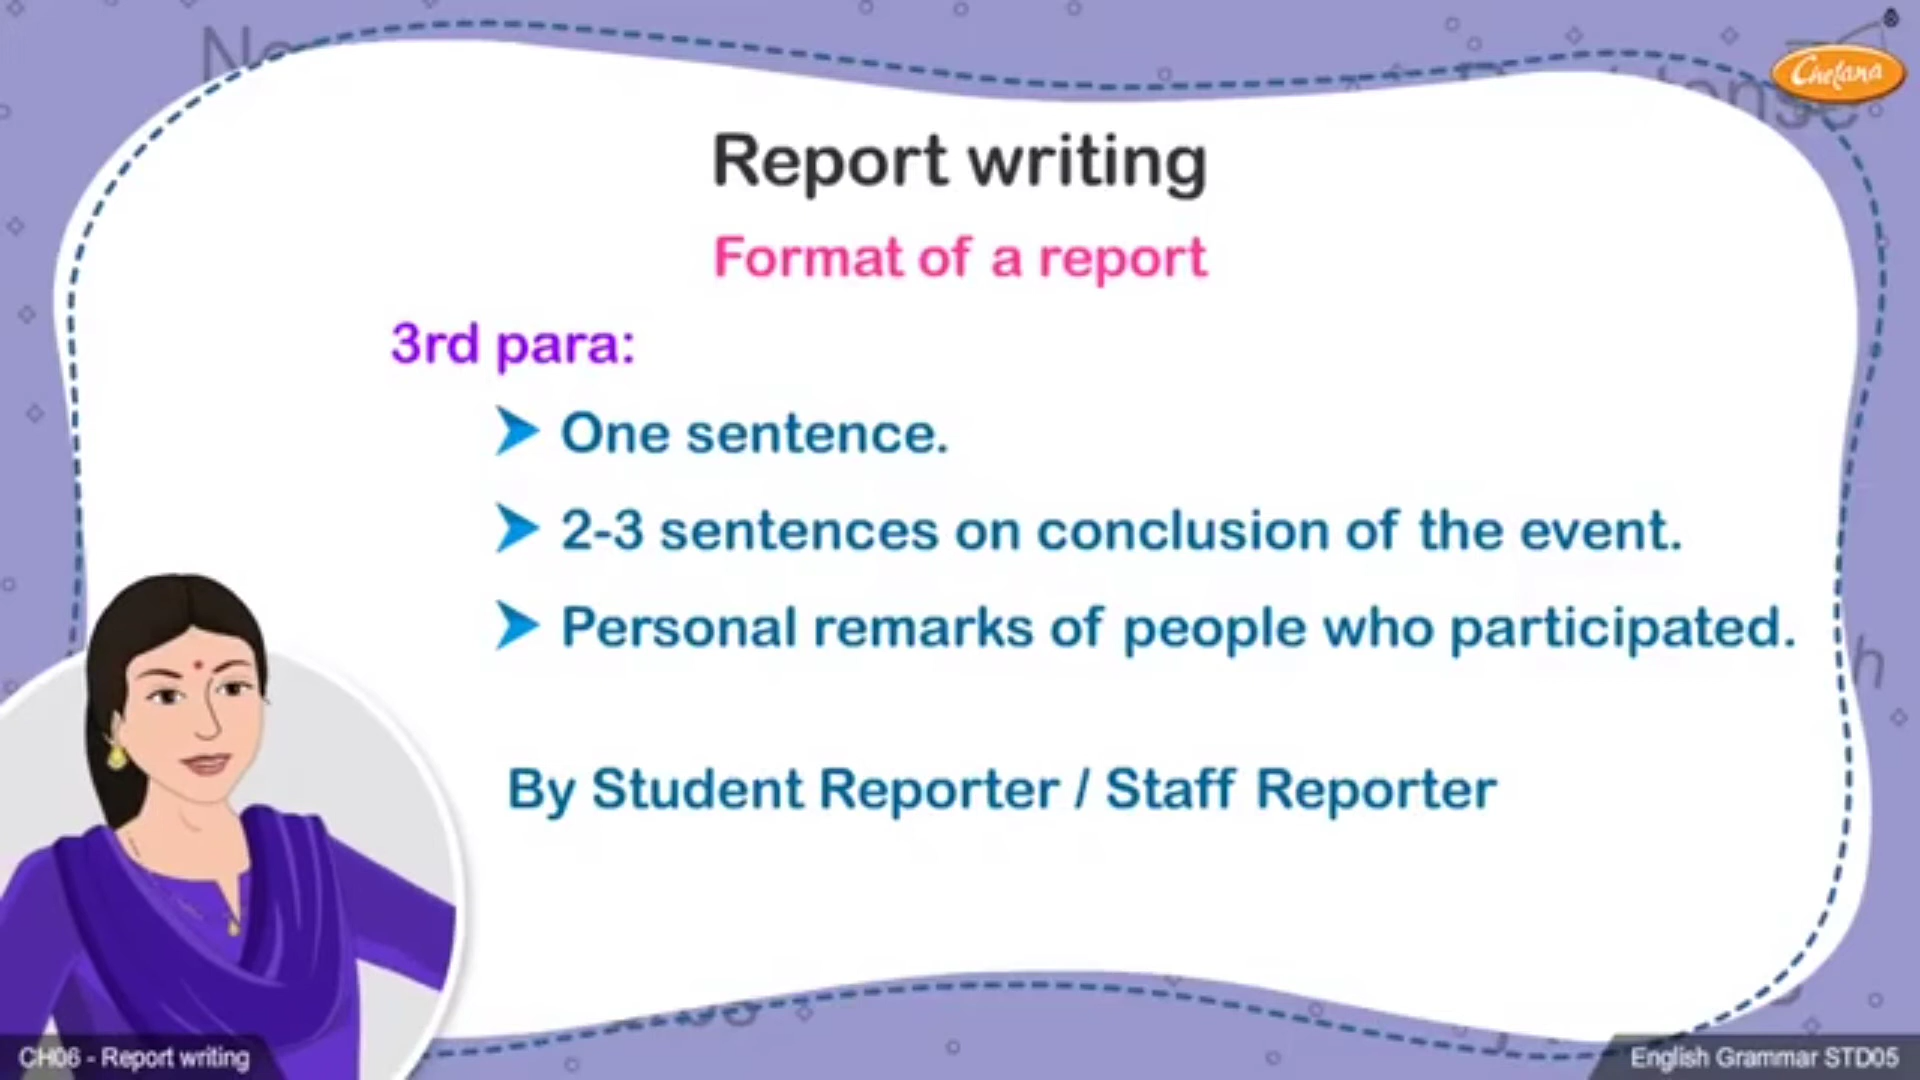 Chetana
Report writing
Format of a report
3rd para:
One sentence.
2-3 sentences on conclusion of the event.
Personal remarks of people who participated.
By Student Reporter / Staff Reporter
CH06 - Report writing
English Grammar STD05